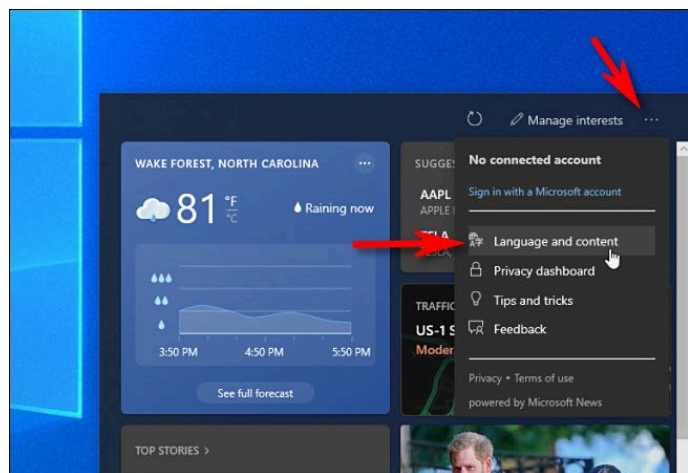 Manage interests
WAKE FOREST, NORTH CAROLINA
81 °F
°C
Raining now
3:50 PM 4:50 PM 5:50 PM
See full forecast
TOP STORIES >
AAPL
APPLE
TRAFFIC
US-1 S
No connected account
Sign in with a Microsoft account
Language and content
Privacy dashboard
Tips and tricks
Feedback
Privacy • Terms of use
powered by Microsoft News